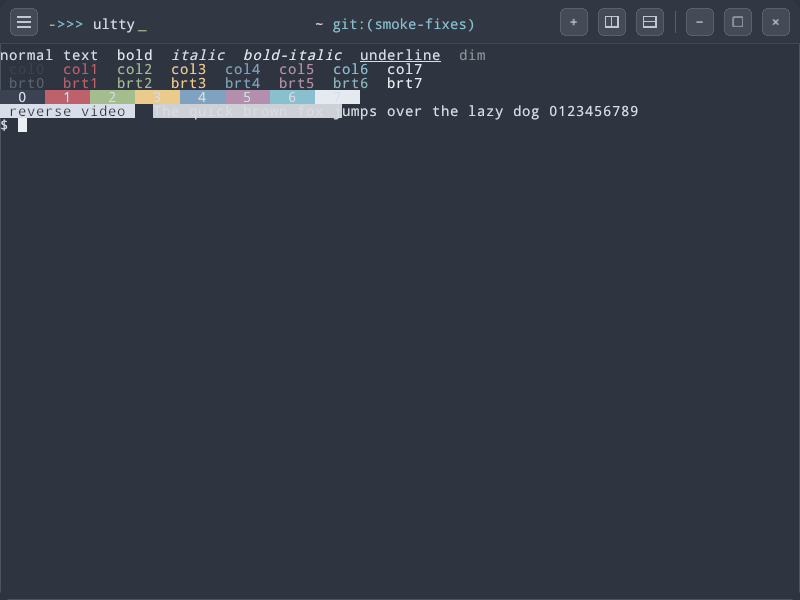 ->>> ultty_
~ git:(smoke-fixes)
normal text bold italic bold-italic underline dim
col0 col1 col2 col3 col4 col5 col6 col7
brt0 brt1 brt2 brt3 brt4 brt5 brt6 brt7
0 1 2 3 4 5 6 7
reverse video The quick brown fox jumps over the lazy dog 0123456789
$